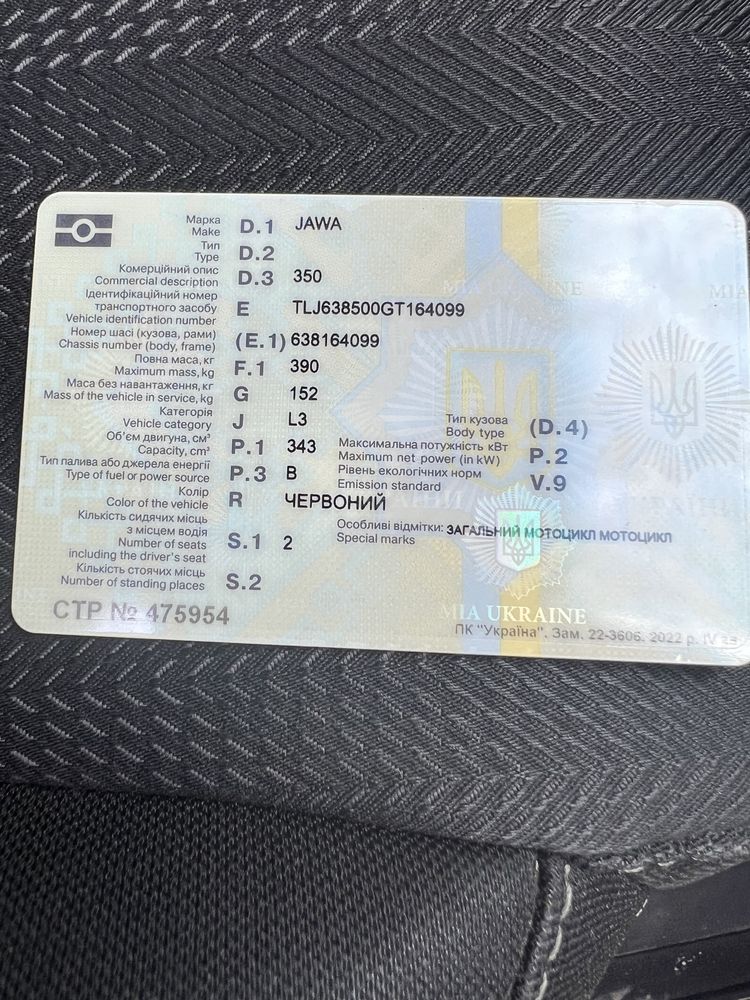 Марка
Make D.1 JAWA
Тип
Type D.2
Комерційний опис
Commercial description D.3 350
Ідентифікаційний номер
транспортного засобу
Vehicle identification number E TLJ638500GT164099
Номер шасі (кузова, рами)
Chassis number (body, frame) (E.1) 638164099
Повна маса, кг
Maximum mass, kg F.1 390
Маса без навантаження, кг
Mass of the vehicle in service, kg G 152
Категорія
Vehicle category J L3
Об'єм двигуна, см³
Capacity, cm³ P.1 343
Тип палива або джерела енергії
Type of fuel or power source P.3 B
Колір
Color of the vehicle R ЧЕРВОНИЙ
Кількість сидячих місць
з місцем водія
Number of seats
including the driver's seat S.1 2
Кількість стоячих місць
Number of standing places S.2
Тип кузова
Body type (D.4)
Максимальна потужність кВт
Maximum net power (in kW) P.2
Рівень екологічних норм
Emission standard V.9
Особливі відмітки: ЗАГАЛЬНИЙ МОТОЦИКЛ МОТОЦИКЛ
Special marks
СТР № 475954
MIA UKRAINE
ПК "Україна". Зам. 22-3606. 2022 р. IV кв